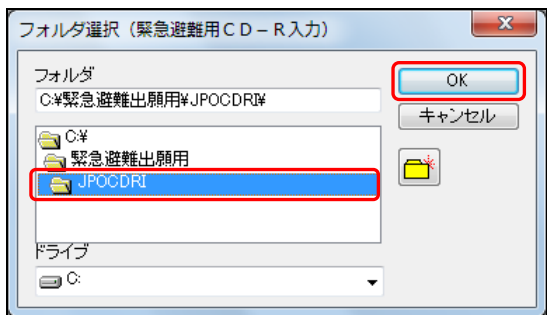 フォルダ選択（緊急避難用ＣＤ－Ｒ入力）
フォルダ
C:¥緊急避難出願用¥JPOCDRI¥
OK
キャンセル
C:¥
緊急避難出願用
JPOCDRI
ドライブ
C: